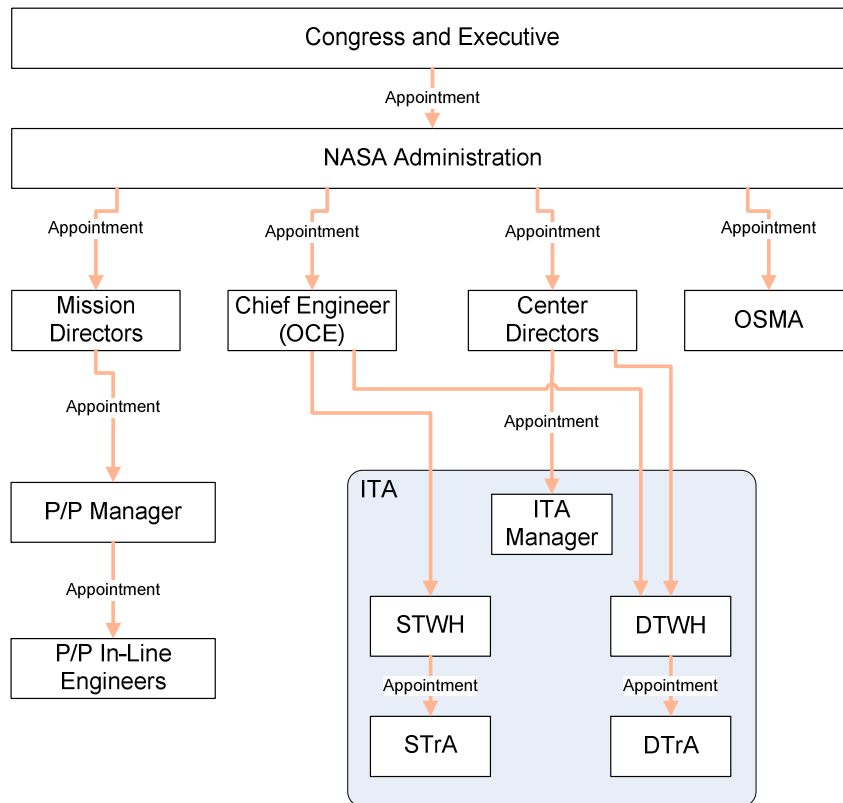 Congress and Executive
Appointment
NASA Administration
Appointment
Appointment
Appointment
Appointment
Mission
Directors
Chief Engineer
(OCE)
Center
Directors
OSMA
Appointment
Appointment
ITA
P/P Manager
ITA
Manager
Appointment
STWH
DTWH
P/P In-Line
Engineers
Appointment
Appointment
STrA
DTrA